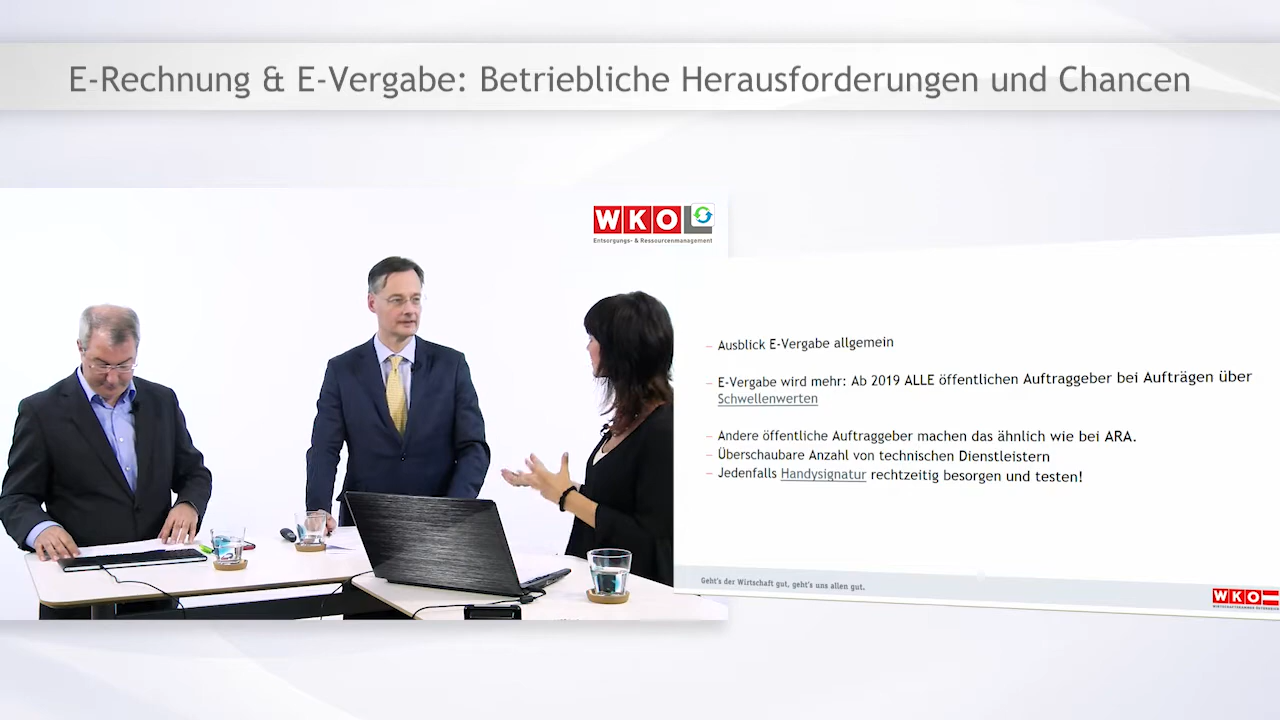 E-Rechnung & E-Vergabe: Betriebliche Herausforderungen und Chancen
WKO
Entsorgungs- & Ressourcenmanagement
– Ausblick E-Vergabe allgemein
– E-Vergabe wird mehr: Ab 2019 ALLE öffentlichen Auftraggeber bei Aufträgen über
Schwellenwerten
– Andere öffentliche Auftraggeber machen das ähnlich wie bei ARA.
– Überschaubare Anzahl von technischen Dienstleistern
– Jedenfalls Handysignatur rechtzeitig besorgen und testen!
Geht's der Wirtschaft gut, geht's uns allen gut.
WKO
WIRTSCHAFTSKAMMER ÖSTERREICH